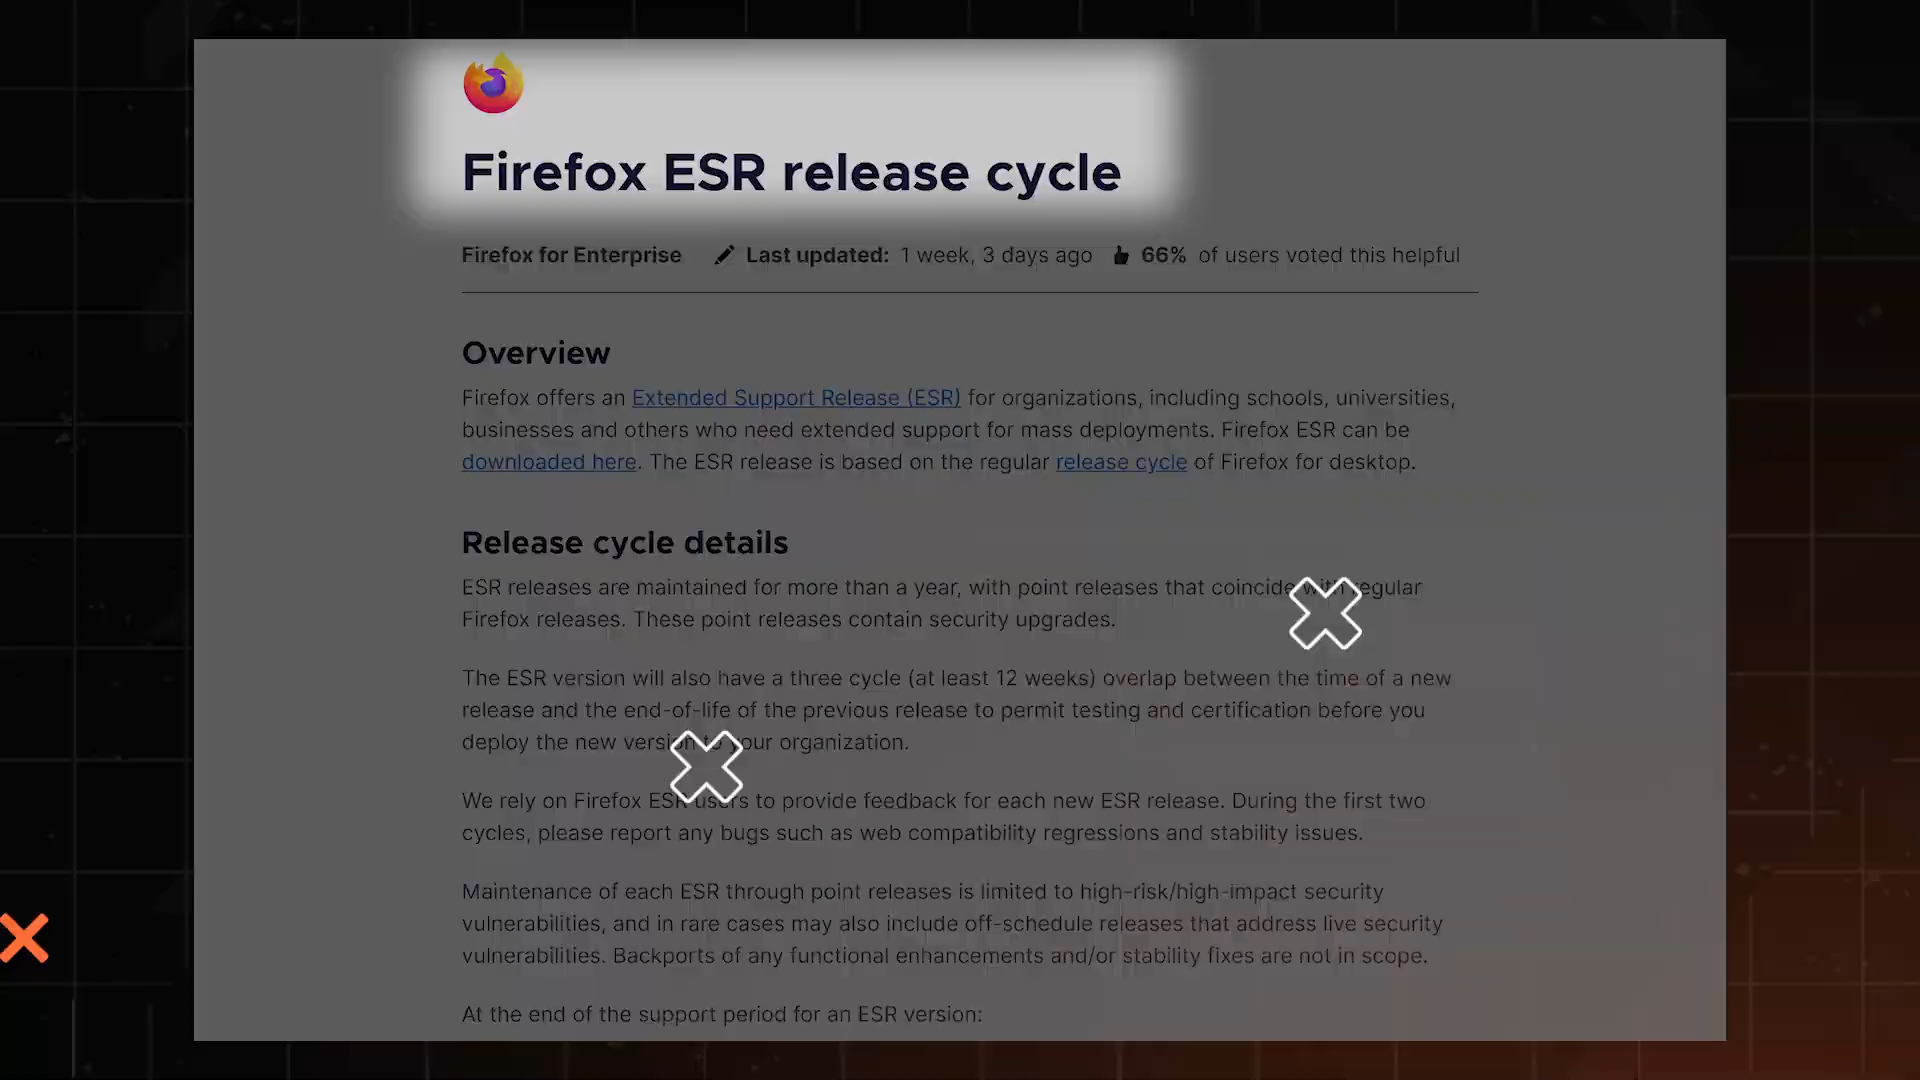 Firefox ESR release cycle
Firefox for Enterprise Last updated: 1 week, 3 days ago 66% of users voted this helpful
Overview
Firefox offers an Extended Support Release (ESR) for organizations, including schools, universities,
businesses and others who need extended support for mass deployments. Firefox ESR can be
downloaded here. The ESR release is based on the regular release cycle of Firefox for desktop.
Release cycle details
ESR releases are maintained for more than a year, with point releases that coincide with regular
Firefox releases. These point releases contain security upgrades.
The ESR version will also have a three cycle (at least 12 weeks) overlap between the time of a new
release and the end-of-life of the previous release to permit testing and certification before you
deploy the new version to your organization.
We rely on Firefox ESR users to provide feedback for each new ESR release. During the first two
cycles, please report any bugs such as web compatibility regressions and stability issues.
Maintenance of each ESR through point releases is limited to high-risk/high-impact security
vulnerabilities, and in rare cases may also include off-schedule releases that address live security
vulnerabilities. Backports of any functional enhancements and/or stability fixes are not in scope.
At the end of the support period for an ESR version: